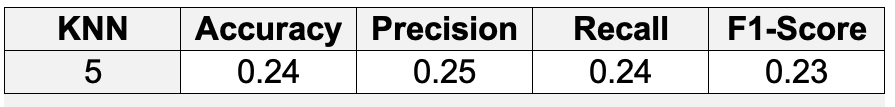 KNN Accuracy Precision Recall F1-Score
5 0.24 0.25 0.24 0.23